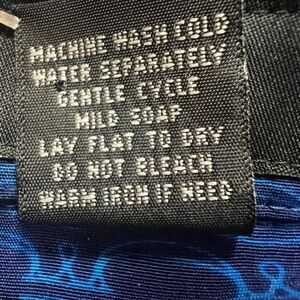 MACHINE WASH COLD
WATER SEPARATELY
GENTLE CYCLE
MILD SOAP
LAY FLAT TO DRY
DO NOT BLEACH
WARM IRON IF NEED